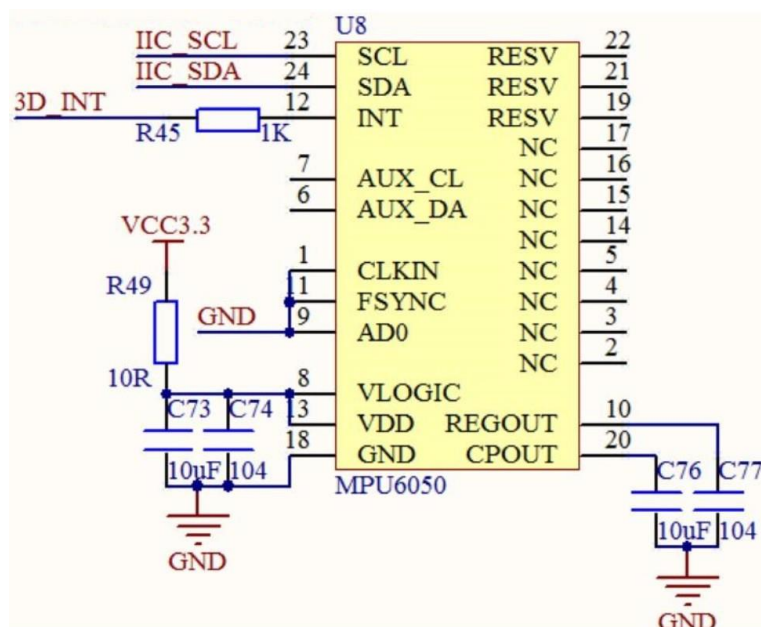 U8
IIC_SCL 23 SCL RESV 22
IIC_SDA 24 SDA RESV 21
3D_INT R45 1K 12 INT RESV 19
NC 17
7 AUX_CL NC 16
6 AUX_DA NC 15
VCC3.3 NC 14
1 CLKIN NC 5
R49 11 FSYNC NC 4
GND 9 AD0 NC 3
NC 2
10R 8 VLOGIC
C73 C74 13 VDD REGOUT 10
18 GND CPOUT 20
10uF 104 MPU6050 C76 C77
GND 10uF 104
GND